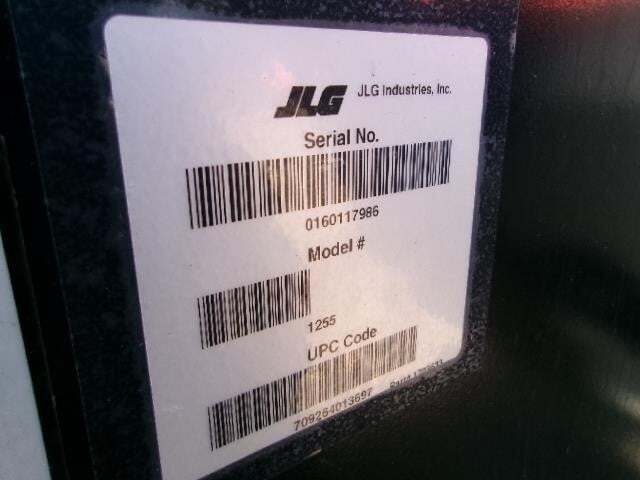 JLG JLG Industries, Inc.
Serial No.
0160117986
Model #
1255
UPC Code
709264013697